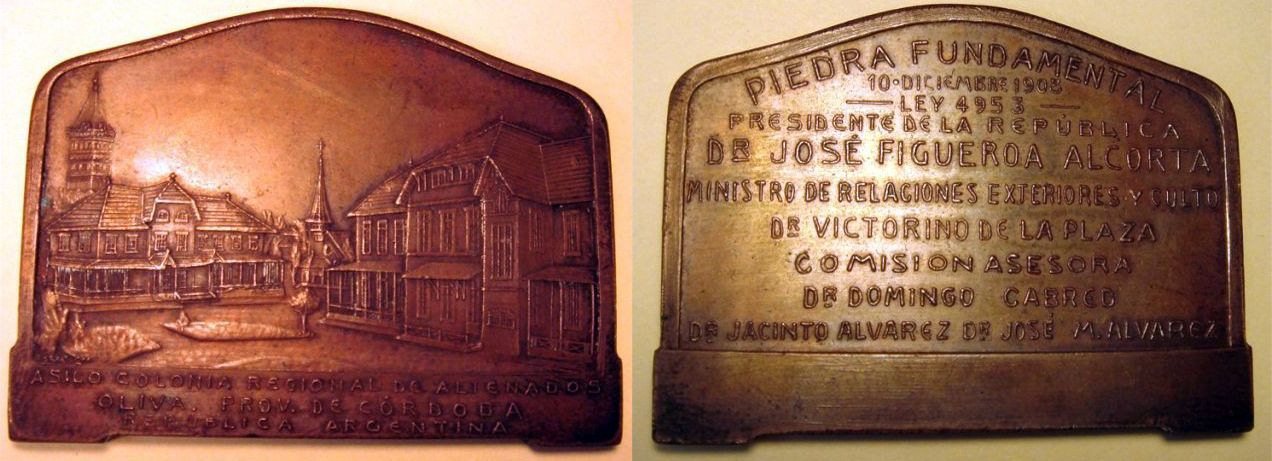 ASILO COLONIA REGIONAL DE ALIENADOS
OLIVA. PROV. DE CÓRDOBA
REPÚBLICA ARGENTINA
PIEDRA FUNDAMENTAL
10·DICIEMBRE 1908
LEY 4953
PRESIDENTE DE LA REPÚBLICA
DR JOSÉ FIGUEROA ALCORTA
MINISTRO DE RELACIONES EXTERIORES Y CULTO
DR VICTORINO DE LA PLAZA
COMISION ASESORA
DR DOMINGO CABRED
DR JACINTO ALVAREZ DR JOSÉ M. ALVAREZ